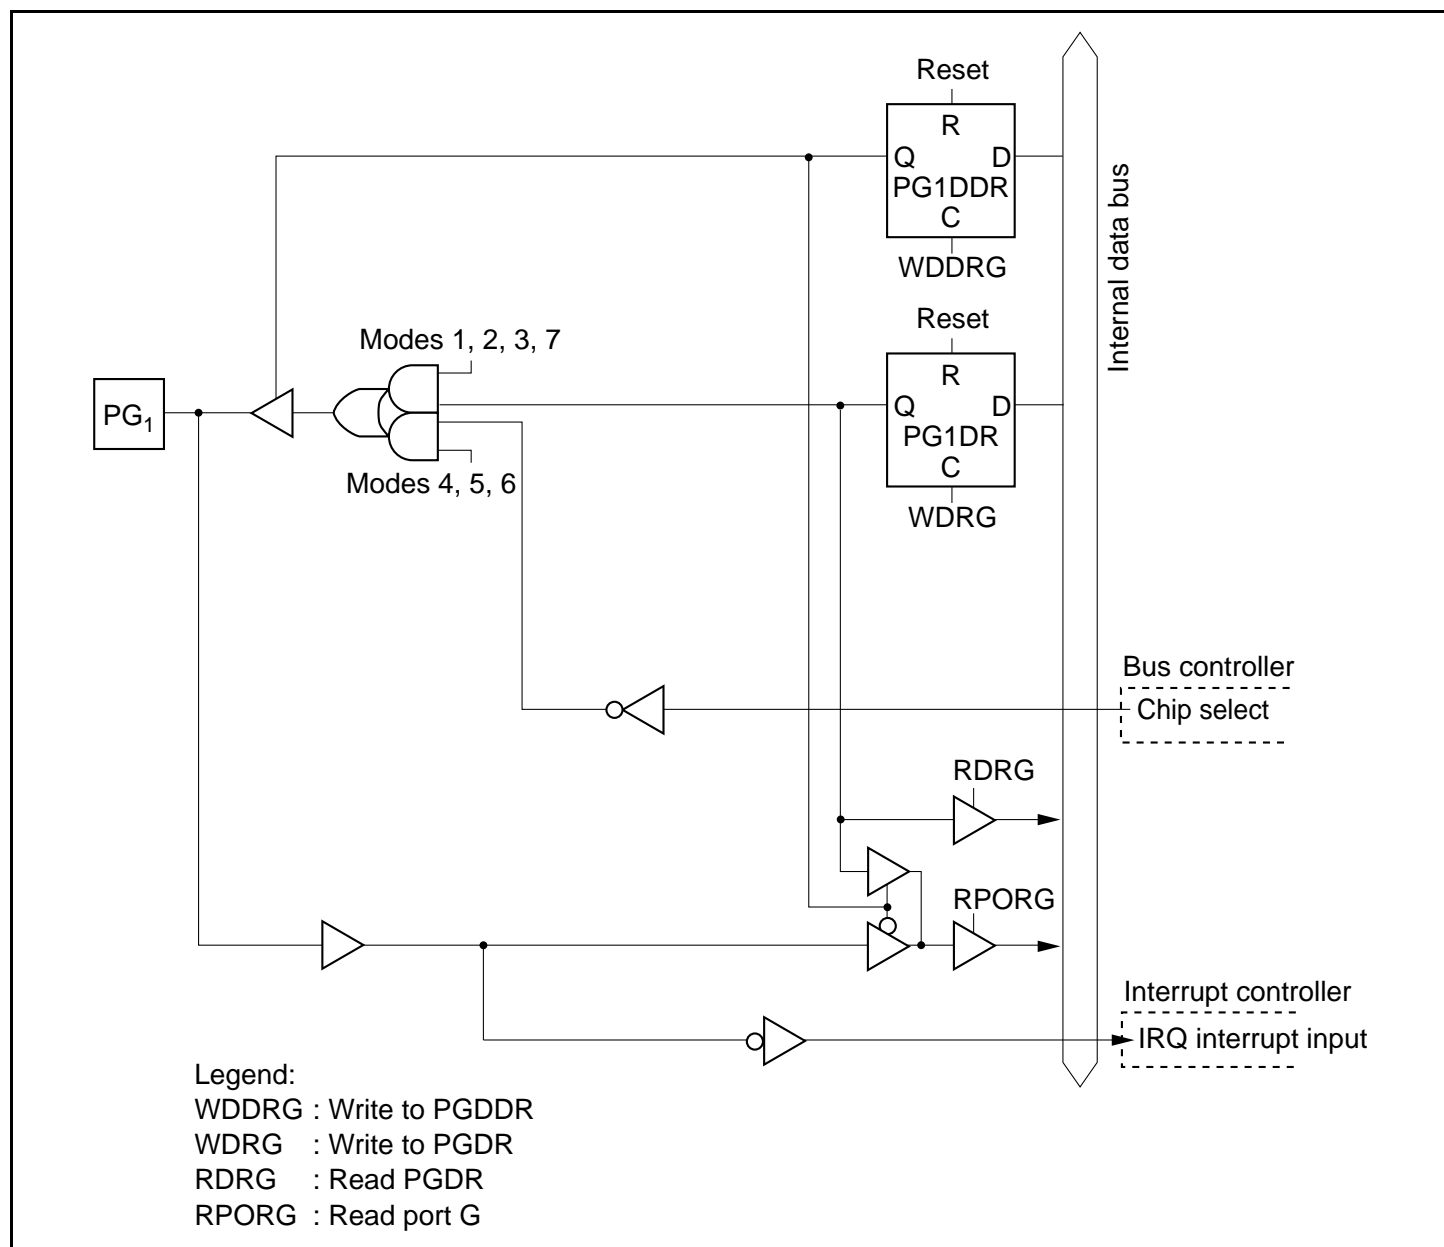 Reset
R
Q D
PG1DDR
C
WDDRG
Internal data bus
Reset
Modes 1, 2, 3, 7
R
PG1
Q D
PG1DR
C
Modes 4, 5, 6
WDRG
Bus controller
Chip select
RDRG
RPORG
Interrupt controller
IRQ interrupt input
Legend:
WDDRG : Write to PGDDR
WDRG : Write to PGDR
RDRG : Read PGDR
RPORG : Read port G